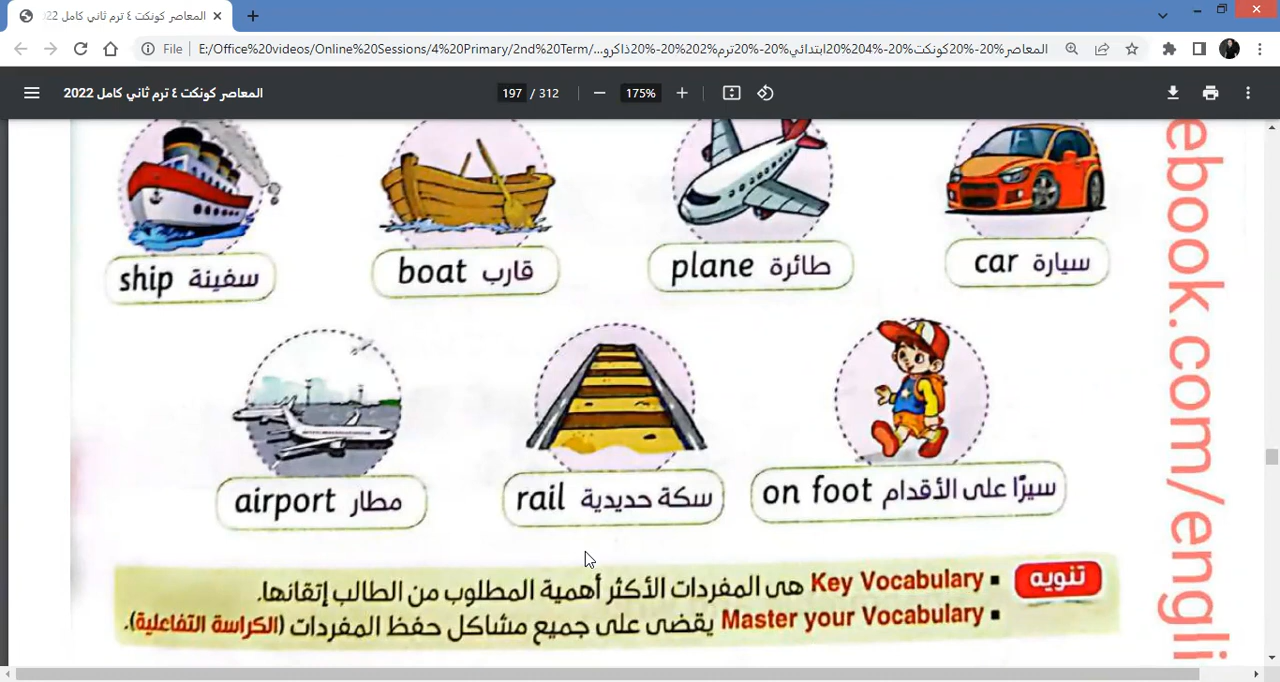 المعاصر كونكت ٤ ترم ثاني كامل 2022
File
E:/Office%20videos/Online%20Sessions/4%20Primary/2nd%20Term/...المعاصر%20-%20كونكت%20-%204%20ابتدائي%20-%20ترم%202%20-%20ذاكرو
المعاصر كونكت ٤ ترم ثاني كامل 2022
197 / 312
175%
ship سفينة
boat قارب
plane طائرة
car سيارة
airport مطار
rail سكة حديدية
on foot سيرًا على الأقدام
تنويه
▪ Key Vocabulary هى المفردات الأكثر أهمية المطلوب من الطالب إتقانها.
▪ Master your Vocabulary يقضى على جميع مشاكل حفظ المفردات (الكراسة التفاعلية).
ebook.com/engli